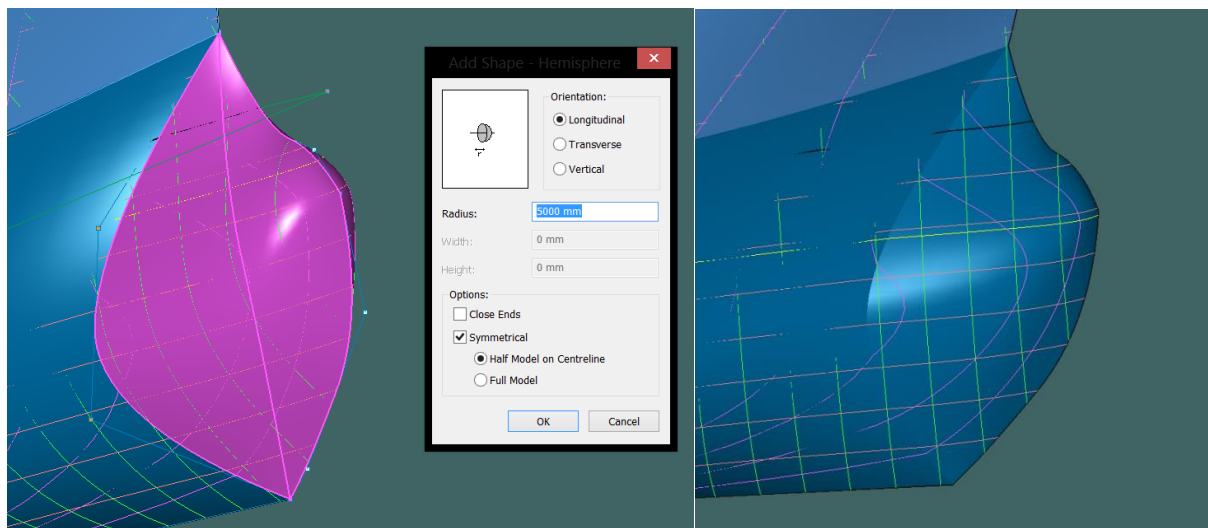 Add Shape - Hemisphere
r
Orientation:
Longitudinal
Transverse
Vertical
Radius:
5000 mm
Width:
0 mm
Height:
0 mm
Options:
Close Ends
Symmetrical
Half Model on Centreline
Full Model
OK
Cancel